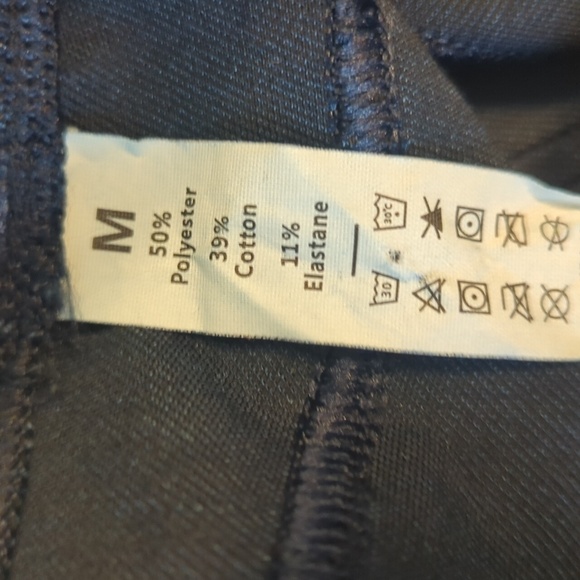 M
50%
Polyester
39%
Cotton
11%
Elastane
30
30°C